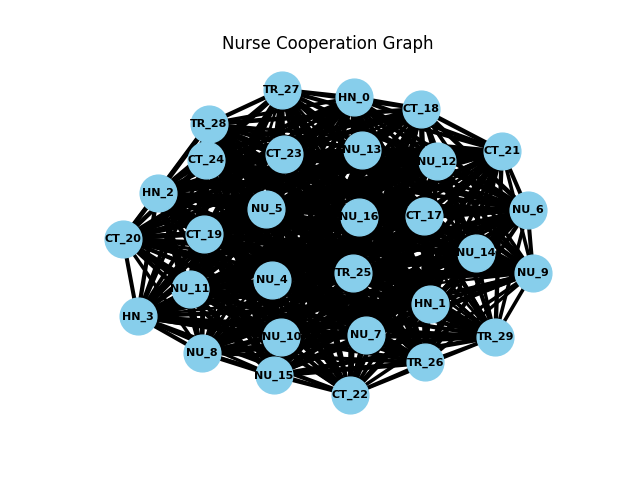 Nurse Cooperation Graph
TR_27
HN_0
CT_18
TR_28
CT_24
CT_23
NU_13
NU_12
CT_21
HN_2
NU_5
NU_16
CT_17
NU_6
CT_20
CT_19
NU_14
NU_11
NU_4
TR_25
NU_9
HN_3
HN_1
NU_8
NU_10
NU_7
TR_29
NU_15
TR_26
CT_22